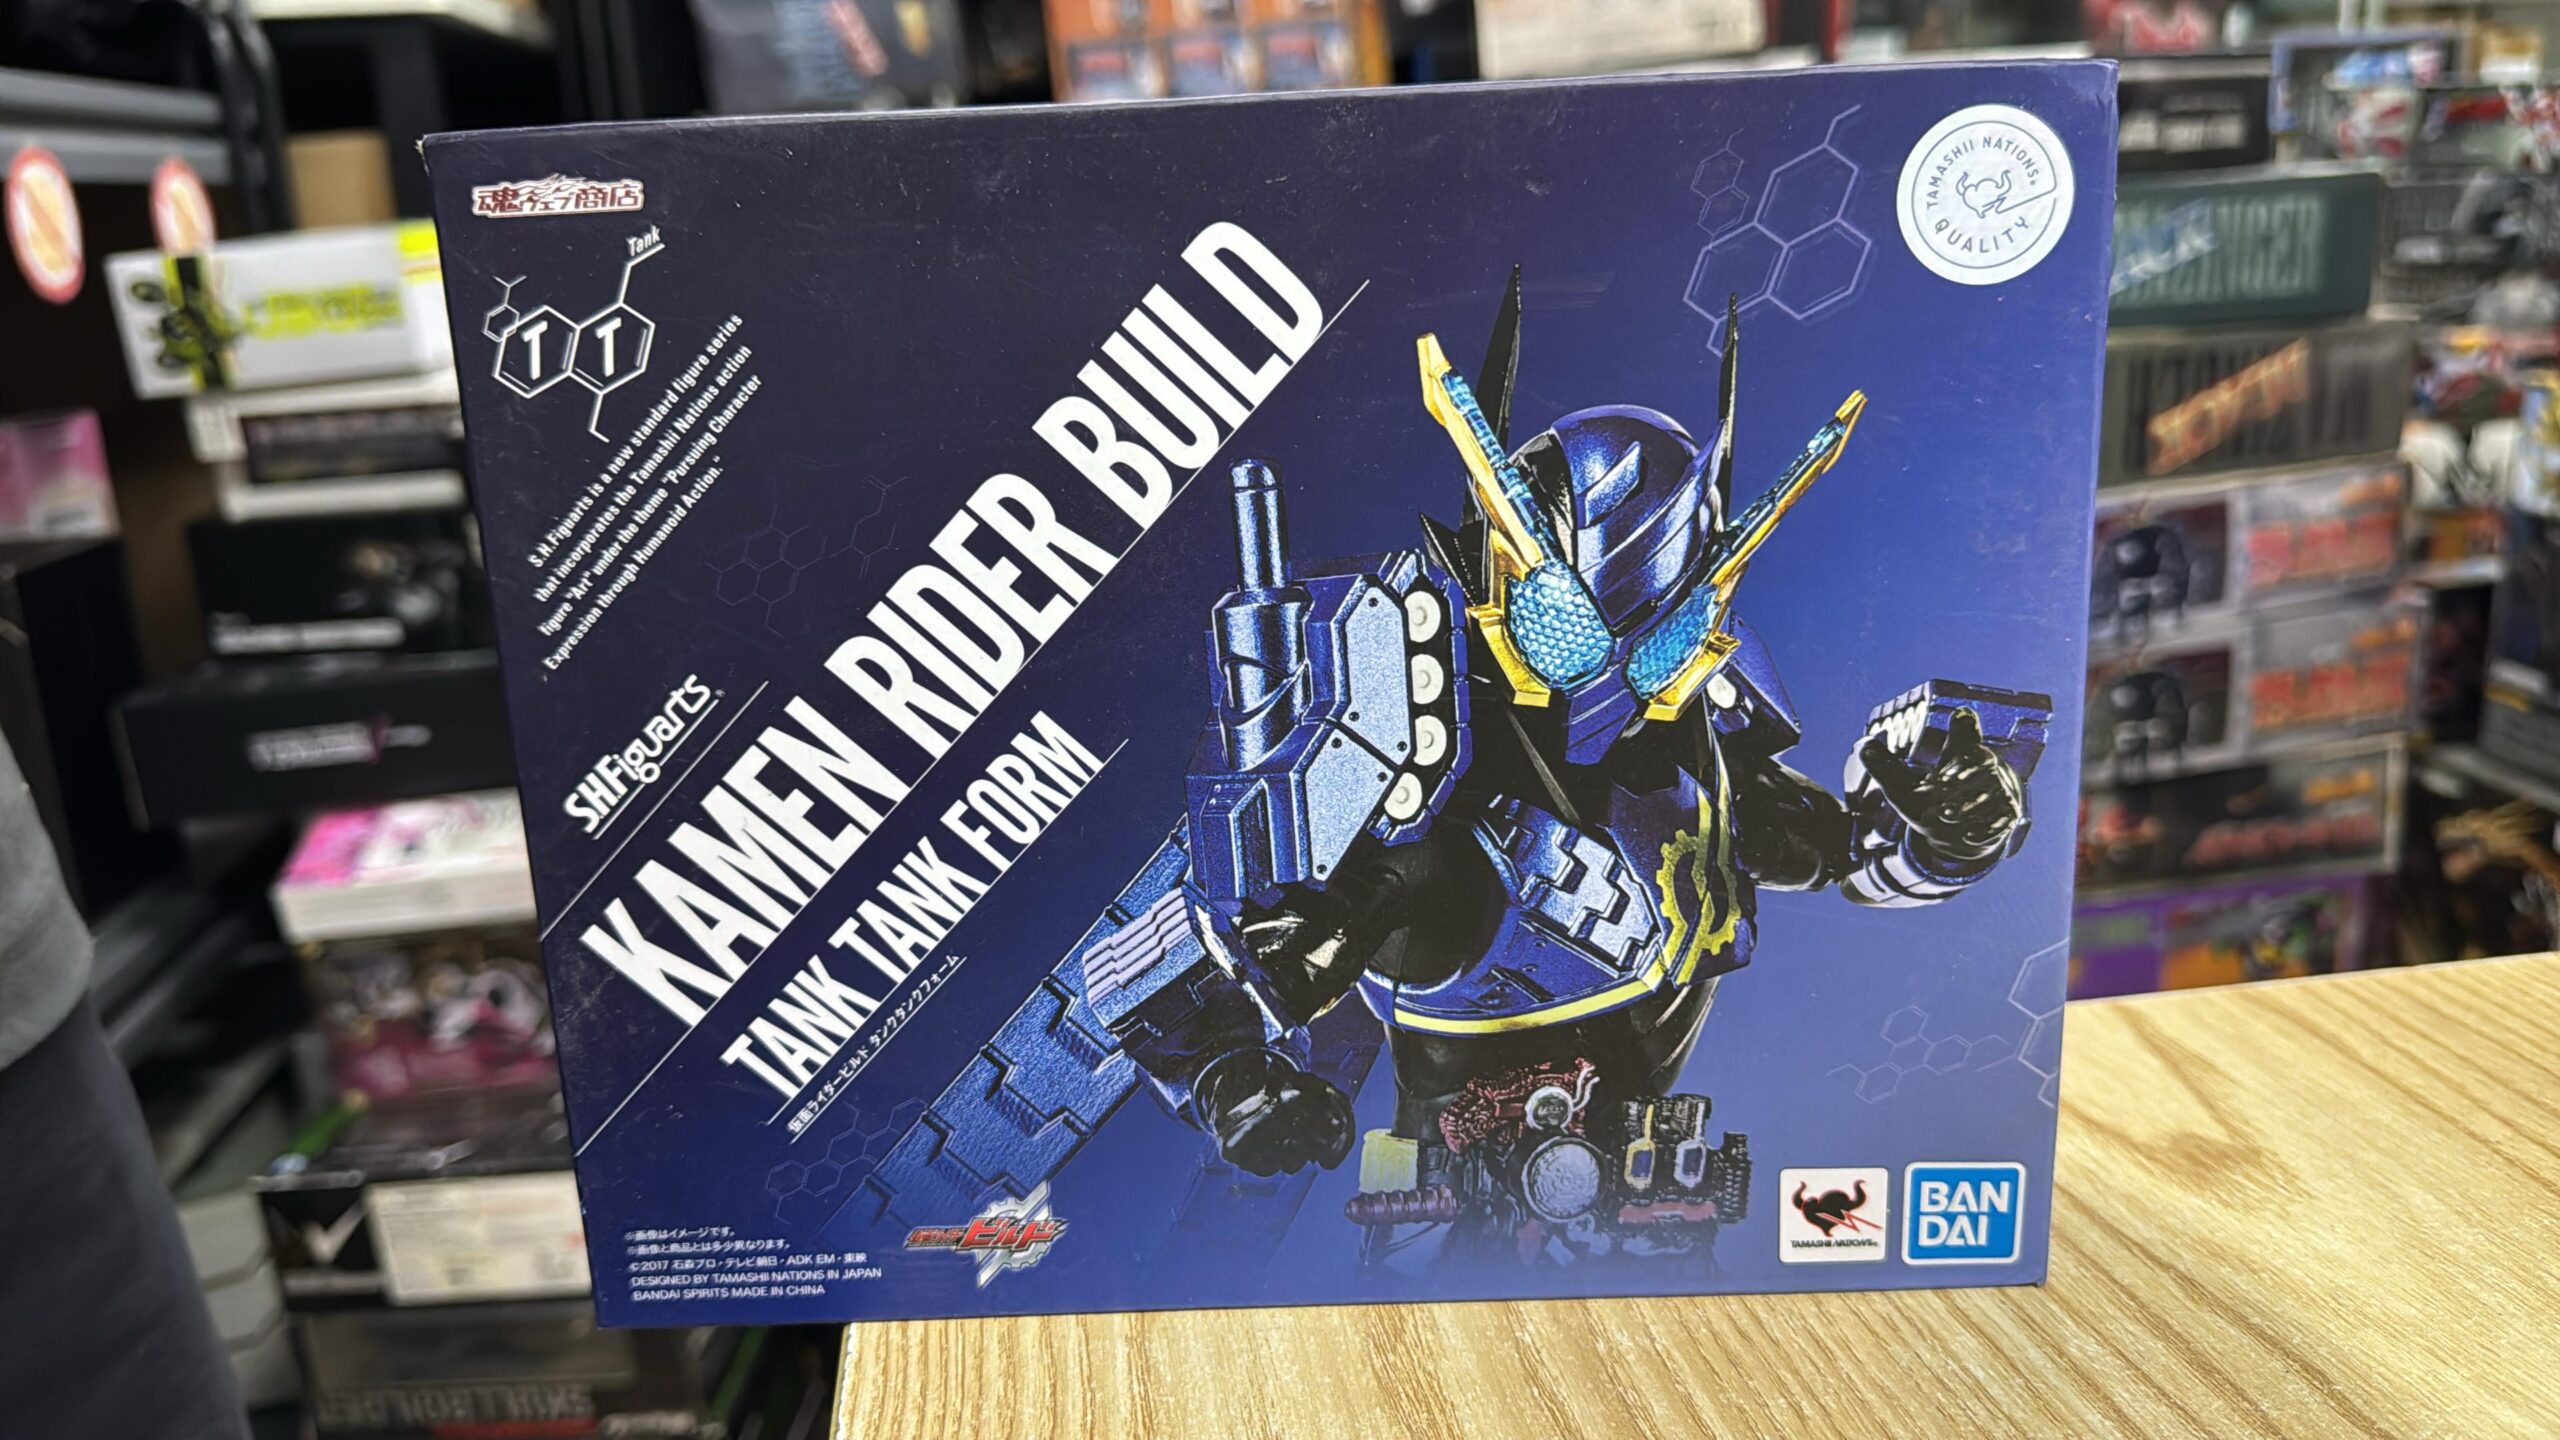 魂ウェブ商店
Tank
T T
S.H.Figuarts is a new standard figure series
that incorporates the Tamashii Nations action
figure "Art" under the theme "Pursuing Character
Expression through Humanoid Action."
S.H.Figuarts
KAMEN RIDER BUILD
TANK TANK FORM
仮面ライダービルド タンクタンクフォーム
TAMASHII NATIONS
QUALITY
※画像はイメージです。
※画像と商品とは多少異なります。
©2017 石森プロ・テレビ朝日・ADK EM・東映
DESIGNED BY TAMASHII NATIONS IN JAPAN
BANDAI SPIRITS MADE IN CHINA
仮面ライダービルド
TAMASHII NATIONS
BAN
DAI